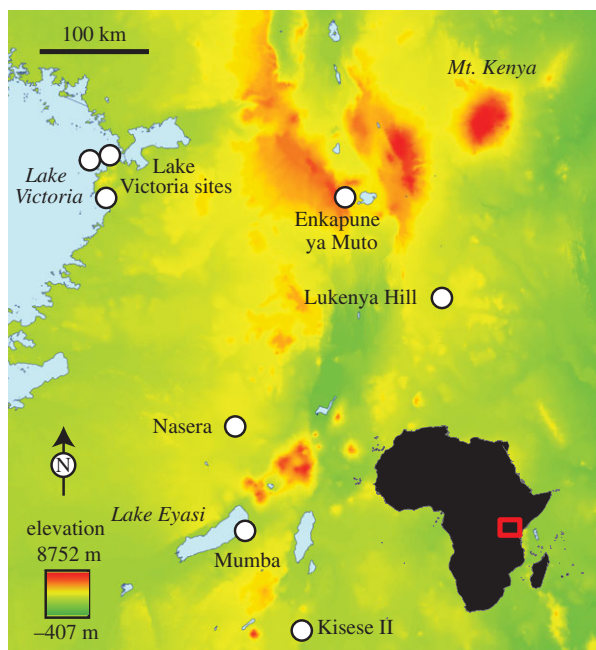 100 km
Mt. Kenya
Lake
Victoria
Lake
Victoria sites
Enkapune
ya Muto
Lukenya Hill
Nasera
N
Lake Eyasi
Mumba
elevation
8752 m
–407 m
Kisese II